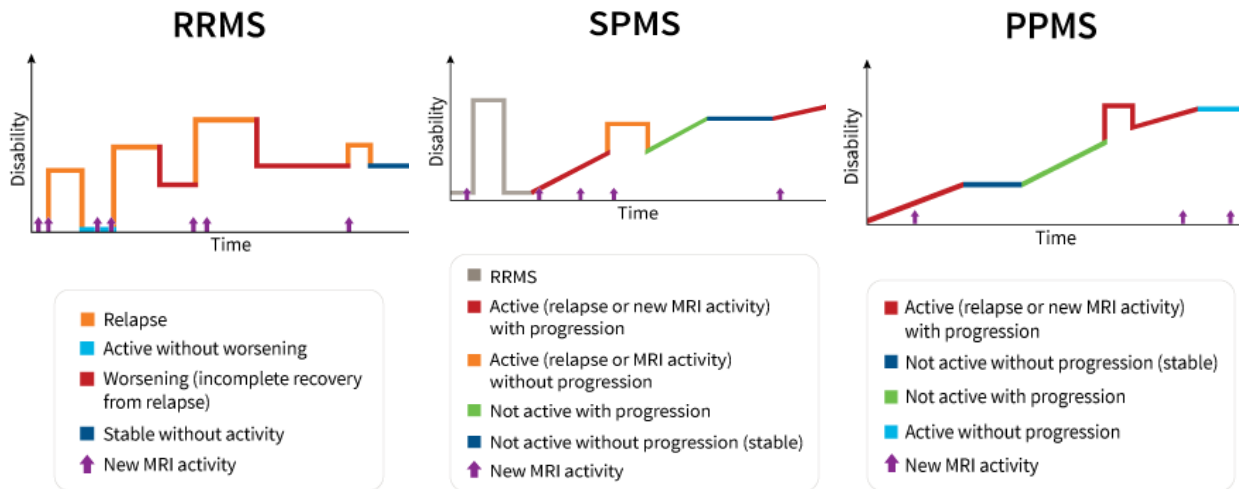 RRMS
Disability
Time
Relapse
Active without worsening
Worsening (incomplete recovery
from relapse)
Stable without activity
New MRI activity
SPMS
Disability
Time
RRMS
Active (relapse or new MRI activity)
with progression
Active (relapse or MRI activity)
without progression
Not active with progression
Not active without progression (stable)
New MRI activity
PPMS
Disability
Time
Active (relapse or new MRI activity)
with progression
Not active without progression (stable)
Not active with progression
Active without progression
New MRI activity